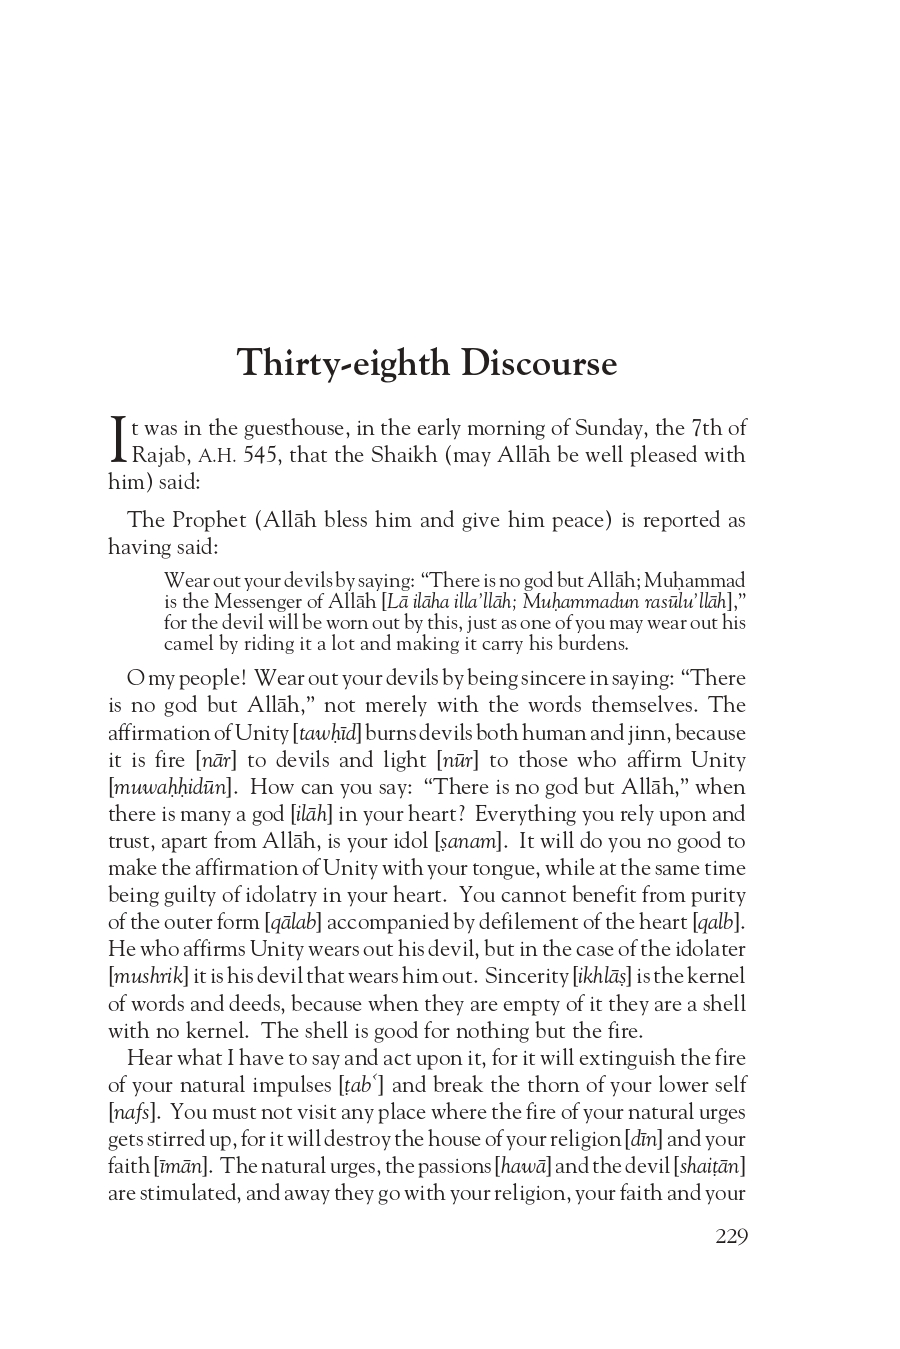 Thirty-eighth Discourse
It was in the guesthouse, in the early morning of Sunday, the 7th of
Rajab, A.H. 545, that the Shaikh (may Allāh be well pleased with
him) said:
The Prophet (Allāh bless him and give him peace) is reported as
having said:
Wear out your devils by saying: “There is no god but Allāh; Muḥammad
is the Messenger of Allāh [Lā ilāha illa’llāh; Muḥammadun rasūlu’llāh],”
for the devil will be worn out by this, just as one of you may wear out his
camel by riding it a lot and making it carry his burdens.
O my people! Wear out your devils by being sincere in saying: “There
is no god but Allāh,” not merely with the words themselves. The
affirmation of Unity [tawḥīd] burns devils both human and jinn, because
it is fire [nār] to devils and light [nūr] to those who affirm Unity
[muwaḥḥidūn]. How can you say: “There is no god but Allāh,” when
there is many a god [ilāh] in your heart? Everything you rely upon and
trust, apart from Allāh, is your idol [ṣanam]. It will do you no good to
make the affirmation of Unity with your tongue, while at the same time
being guilty of idolatry in your heart. You cannot benefit from purity
of the outer form [qālab] accompanied by defilement of the heart [qalb].
He who affirms Unity wears out his devil, but in the case of the idolater
[mushrik] it is his devil that wears him out. Sincerity [ikhlāṣ] is the kernel
of words and deeds, because when they are empty of it they are a shell
with no kernel. The shell is good for nothing but the fire.
Hear what I have to say and act upon it, for it will extinguish the fire
of your natural impulses [ṭabʿ] and break the thorn of your lower self
[nafs]. You must not visit any place where the fire of your natural urges
gets stirred up, for it will destroy the house of your religion [dīn] and your
faith [īmān]. The natural urges, the passions [hawā] and the devil [shaiṭān]
are stimulated, and away they go with your religion, your faith and your
229